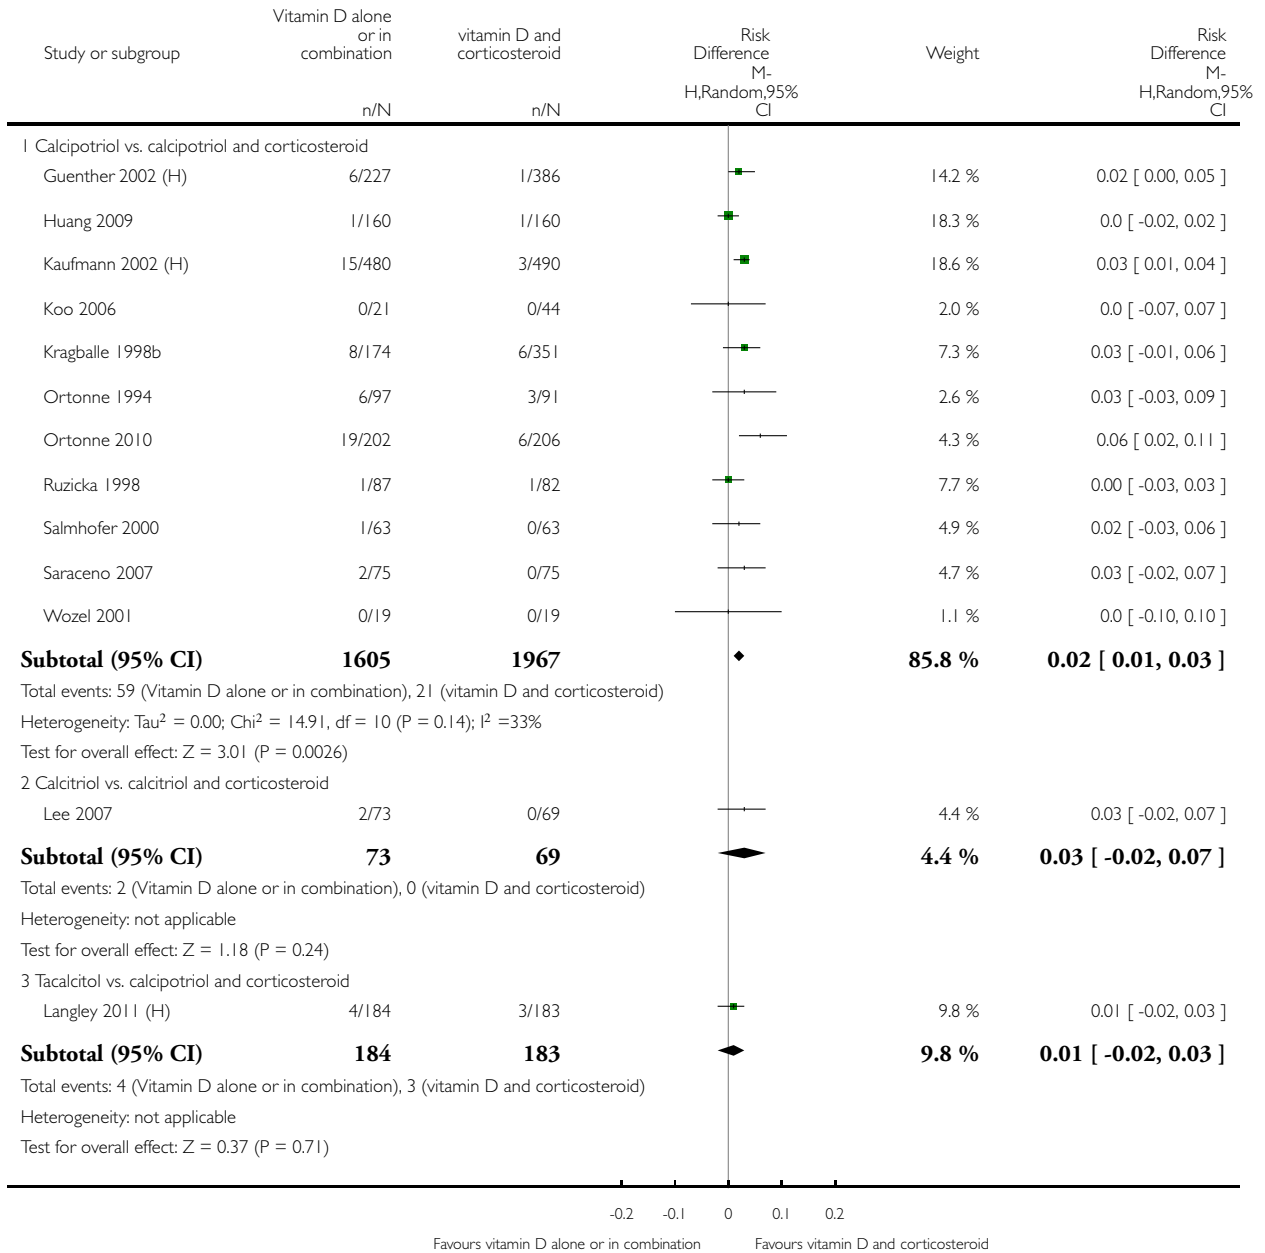 Study or subgroup
Vitamin D alone
or in
combination
vitamin D and
corticosteroid
Risk
Difference
Weight
Risk
Difference
n/N
n/N
M-
H,Random,95%
CI
M-
H,Random,95%
CI
1 Calcipotriol vs. calcipotriol and corticosteroid
Guenther 2002 (H) 6/227 1/386 14.2 % 0.02 [ 0.00, 0.05 ]
Huang 2009 1/160 1/160 18.3 % 0.0 [ -0.02, 0.02 ]
Kaufmann 2002 (H) 15/480 3/490 18.6 % 0.03 [ 0.01, 0.04 ]
Koo 2006 0/21 0/44 2.0 % 0.0 [ -0.07, 0.07 ]
Kragballe 1998b 8/174 6/351 7.3 % 0.03 [ -0.01, 0.06 ]
Ortonne 1994 6/97 3/91 2.6 % 0.03 [ -0.03, 0.09 ]
Ortonne 2010 19/202 6/206 4.3 % 0.06 [ 0.02, 0.11 ]
Ruzicka 1998 1/87 1/82 7.7 % 0.00 [ -0.03, 0.03 ]
Salmhofer 2000 1/63 0/63 4.9 % 0.02 [ -0.03, 0.06 ]
Saraceno 2007 2/75 0/75 4.7 % 0.03 [ -0.02, 0.07 ]
Wozel 2001 0/19 0/19 1.1 % 0.0 [ -0.10, 0.10 ]
Subtotal (95% CI) 1605 1967 85.8 % 0.02 [ 0.01, 0.03 ]
Total events: 59 (Vitamin D alone or in combination), 21 (vitamin D and corticosteroid)
Heterogeneity: Tau² = 0.00; Chi² = 14.91, df = 10 (P = 0.14); I² =33%
Test for overall effect: Z = 3.01 (P = 0.0026)
2 Calcitriol vs. calcitriol and corticosteroid
Lee 2007 2/73 0/69 4.4 % 0.03 [ -0.02, 0.07 ]
Subtotal (95% CI) 73 69 4.4 % 0.03 [ -0.02, 0.07 ]
Total events: 2 (Vitamin D alone or in combination), 0 (vitamin D and corticosteroid)
Heterogeneity: not applicable
Test for overall effect: Z = 1.18 (P = 0.24)
3 Tacalcitol vs. calcipotriol and corticosteroid
Langley 2011 (H) 4/184 3/183 9.8 % 0.01 [ -0.02, 0.03 ]
Subtotal (95% CI) 184 183 9.8 % 0.01 [ -0.02, 0.03 ]
Total events: 4 (Vitamin D alone or in combination), 3 (vitamin D and corticosteroid)
Heterogeneity: not applicable
Test for overall effect: Z = 0.37 (P = 0.71)
-0.2 -0.1 0 0.1 0.2
Favours vitamin D alone or in combination Favours vitamin D and corticosteroid